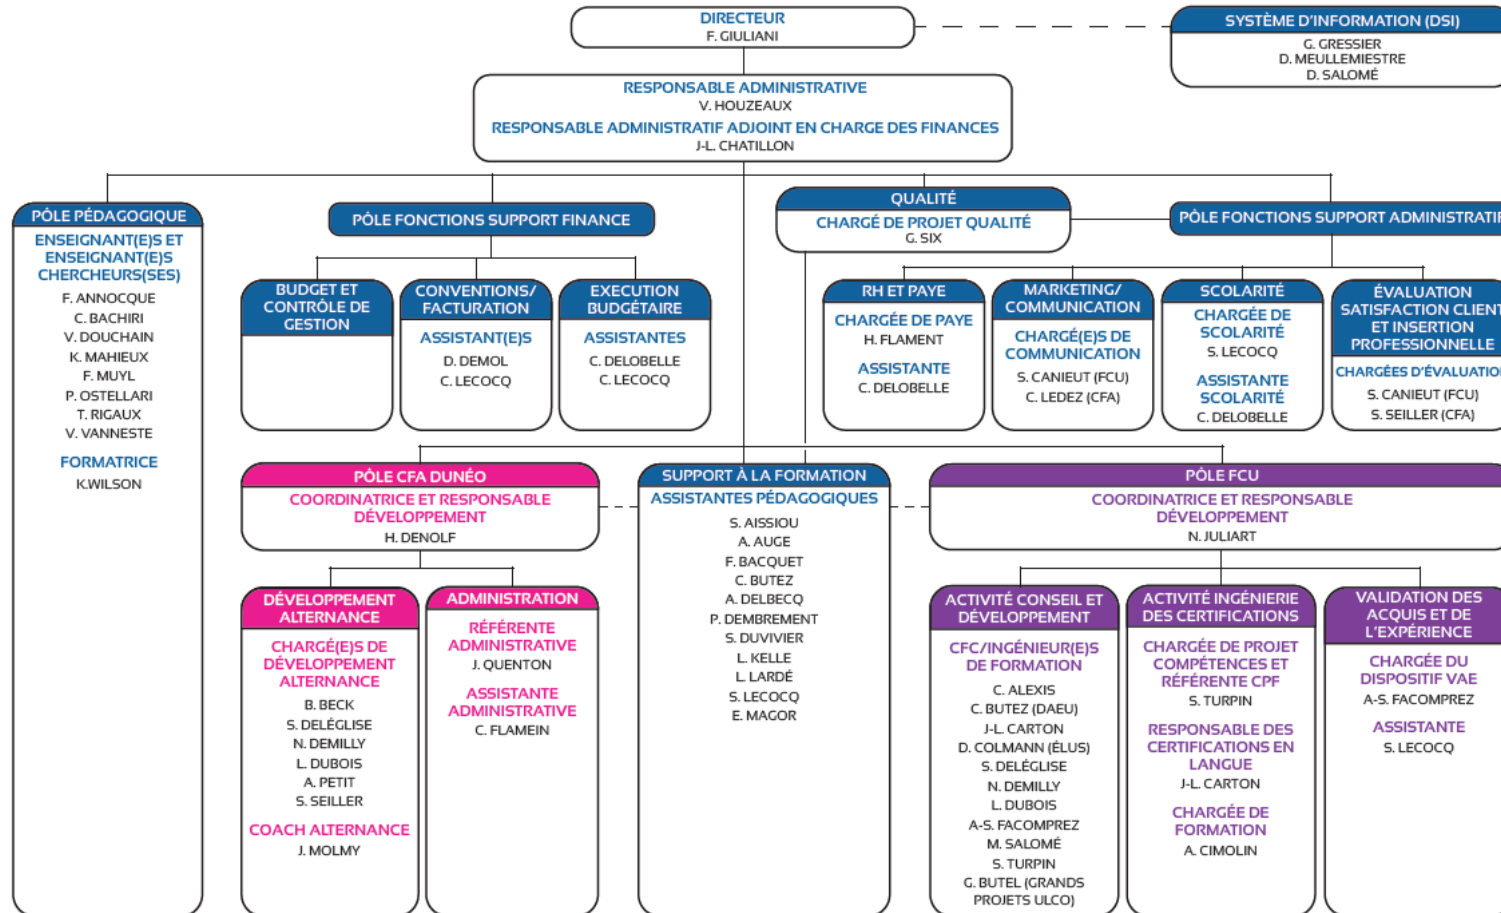 DIRECTEUR
F. GIULIANI
SYSTÈME D'INFORMATION (DSI)
G. GRESSIER
D. MEULLEMIESTRE
D. SALOMÉ
RESPONSABLE ADMINISTRATIVE
V. HOUZEAUX
RESPONSABLE ADMINISTRATIF ADJOINT EN CHARGE DES FINANCES
J-L. CHATILLON
PÔLE PÉDAGOGIQUE
ENSEIGNANT(E)S ET
ENSEIGNANT(E)S
CHERCHEURS(SES)
F. ANNOCQUE
C. BACHIRI
V. DOUCHAIN
K. MAHIEUX
F. MUYL
P. OSTELLARI
T. RIGAUX
V. VANNESTE
FORMATRICE
K.WILSON
PÔLE FONCTIONS SUPPORT FINANCE
BUDGET ET
CONTRÔLE DE
GESTION
CONVENTIONS/
FACTURATION
ASSISTANT(E)S
D. DEMOL
C. LECOCQ
EXECUTION
BUDGÉTAIRE
ASSISTANTES
C. DELOBELLE
C. LECOCQ
QUALITÉ
CHARGÉ DE PROJET QUALITÉ
G. SIX
PÔLE FONCTIONS SUPPORT ADMINISTRATIF
RH ET PAYE
CHARGÉE DE PAYE
H. FLAMENT
ASSISTANTE
C. DELOBELLE
MARKETING/
COMMUNICATION
CHARGÉ(E)S DE
COMMUNICATION
S. CANIEUT (FCU)
C. LEDEZ (CFA)
SCOLARITÉ
CHARGÉE DE
SCOLARITÉ
S. LECOCQ
ASSISTANTE
SCOLARITÉ
C. DELOBELLE
ÉVALUATION
SATISFACTION CLIENT
ET INSERTION
PROFESSIONNELLE
CHARGÉES D'ÉVALUATION
S. CANIEUT (FCU)
S. SEILLER (CFA)
PÔLE CFA DUNÉO
COORDINATRICE ET RESPONSABLE
DÉVELOPPEMENT
H. DENOLF
DÉVELOPPEMENT
ALTERNANCE
CHARGÉ(E)S DE
DÉVELOPPEMENT
ALTERNANCE
B. BECK
S. DELÉGLISE
N. DEMILLY
L. DUBOIS
A. PETIT
S. SEILLER
COACH ALTERNANCE
J. MOLMY
ADMINISTRATION
RÉFÉRENTE
ADMINISTRATIVE
J. QUENTON
ASSISTANTE
ADMINISTRATIVE
C. FLAMEIN
SUPPORT À LA FORMATION
ASSISTANTES PÉDAGOGIQUES
S. AISSIOU
A. AUGE
F. BACQUET
C. BUTEZ
A. DELBECQ
P. DEMBREMENT
S. DUVIVIER
L. KELLE
L. LARDÉ
S. LECOCQ
E. MAGOR
PÔLE FCU
COORDINATRICE ET RESPONSABLE
DÉVELOPPEMENT
N. JULIART
ACTIVITÉ CONSEIL ET
DÉVELOPPEMENT
CFC/INGÉNIEUR(E)S
DE FORMATION
C. ALEXIS
C. BUTEZ (DAEU)
J-L. CARTON
D. COLMANN (ÉLUS)
S. DELÉGLISE
N. DEMILLY
L. DUBOIS
A-S. FACOMPREZ
M. SALOMÉ
S. TURPIN
G. BUTEL (GRANDS
PROJETS ULCO)
ACTIVITÉ INGÉNIERIE
DES CERTIFICATIONS
CHARGÉE DE PROJET
COMPÉTENCES ET
RÉFÉRENTE CPF
S. TURPIN
RESPONSABLE DES
CERTIFICATIONS EN
LANGUE
J-L. CARTON
CHARGÉE DE
FORMATION
A. CIMOLIN
VALIDATION DES
ACQUIS ET DE
L'EXPÉRIENCE
CHARGÉE DU
DISPOSITIF VAE
A-S. FACOMPREZ
ASSISTANTE
S. LECOCQ